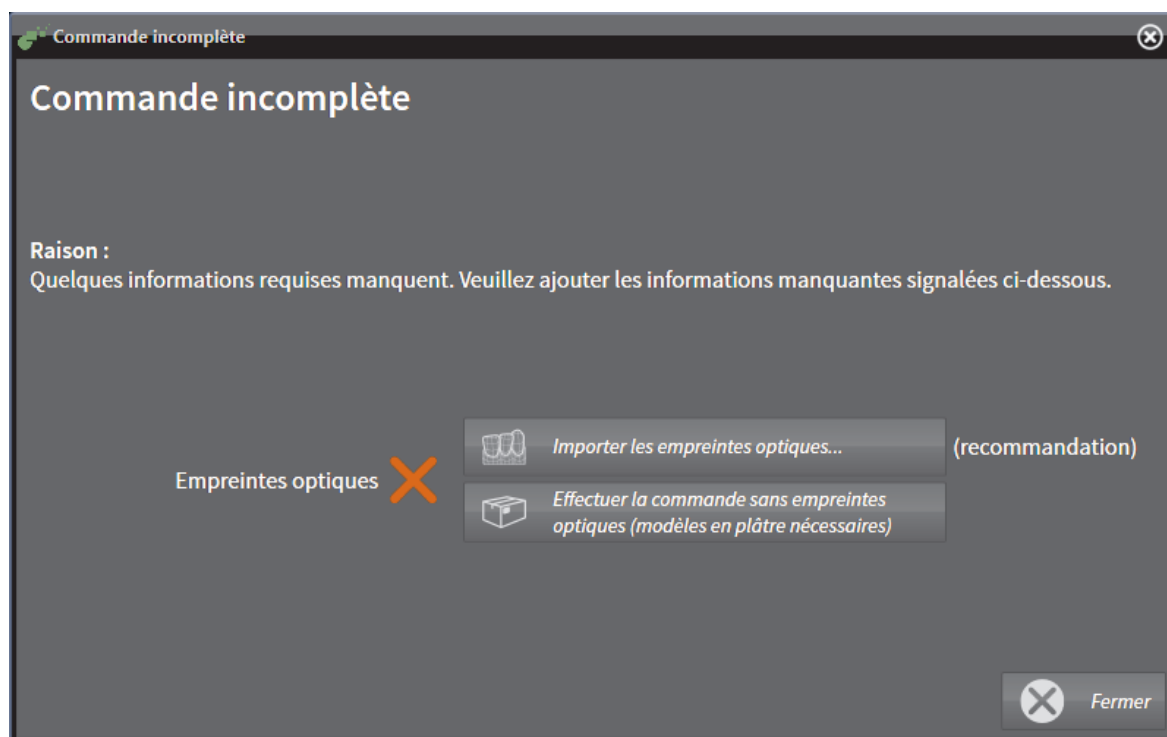 Commande incomplète
Commande incomplète
Raison :
Quelques informations requises manquent. Veuillez ajouter les informations manquantes signalées ci-dessous.
Empreintes optiques
Importer les empreintes optiques...
(recommandation)
Effectuer la commande sans empreintes
optiques (modèles en plâtre nécessaires)
Fermer